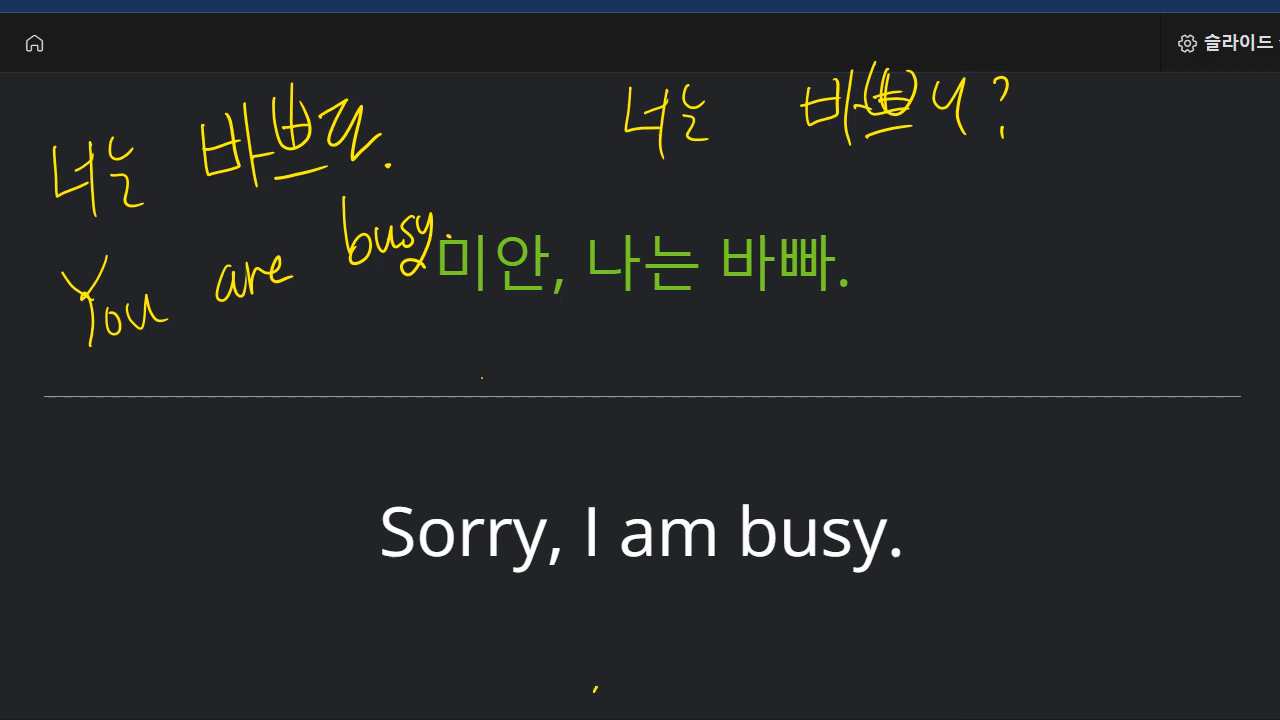 슬라이드
너는 바쁘다.
너는 바쁘니?
You are busy.
미안, 나는 바빠.
Sorry, I am busy.